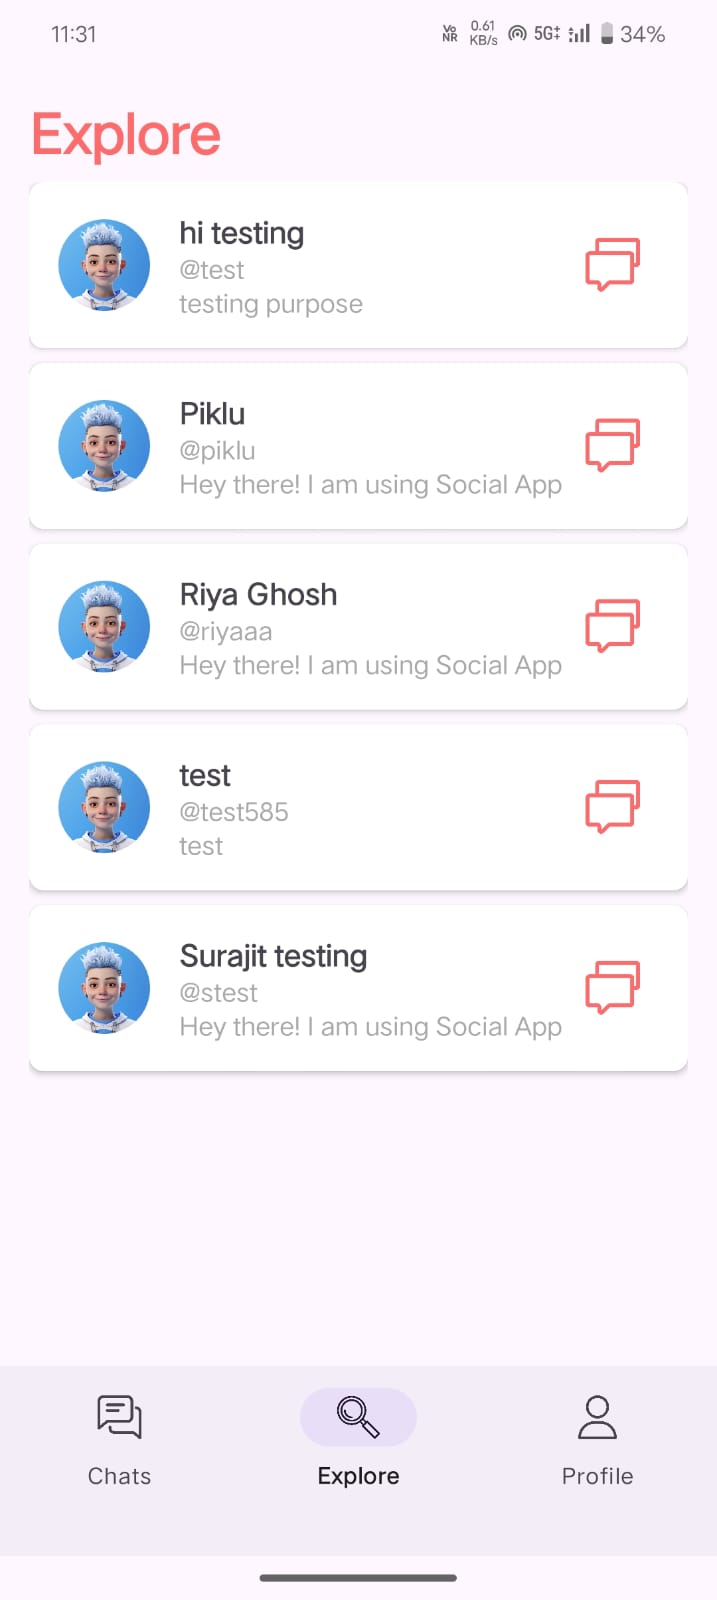 11:31
Vo NR 0.61 KB/s 5G‡ 34%
Explore
hi testing
@test
testing purpose
Piklu
@piklu
Hey there! I am using Social App
Riya Ghosh
@riyaaa
Hey there! I am using Social App
test
@test585
test
Surajit testing
@stest
Hey there! I am using Social App
Chats
Explore
Profile